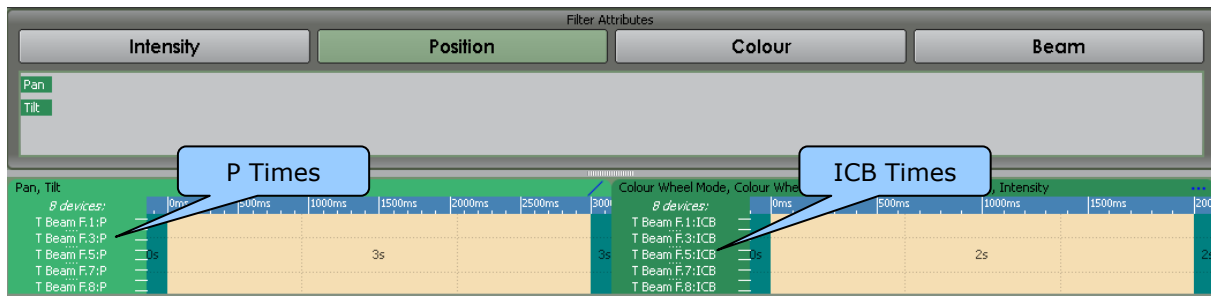 Filter Attributes
Intensity Position Colour Beam
Pan
Tilt
P Times ICB Times
Pan, Tilt Colour Wheel Mode, Colour Whe , Intensity
8 devices: 0ms 500ms 1000ms 1500ms 2000ms 2500ms 300 8 devices: 0ms 500ms 1000ms 1500ms 200
T Beam F.1:P T Beam F.1:ICB
T Beam F.3:P T Beam F.3:ICB
T Beam F.5:P 0s 3s 3s T Beam F.5:ICB 0s 2s 2s
T Beam F.7:P T Beam F.7:ICB
T Beam F.8:P T Beam F.8:ICB